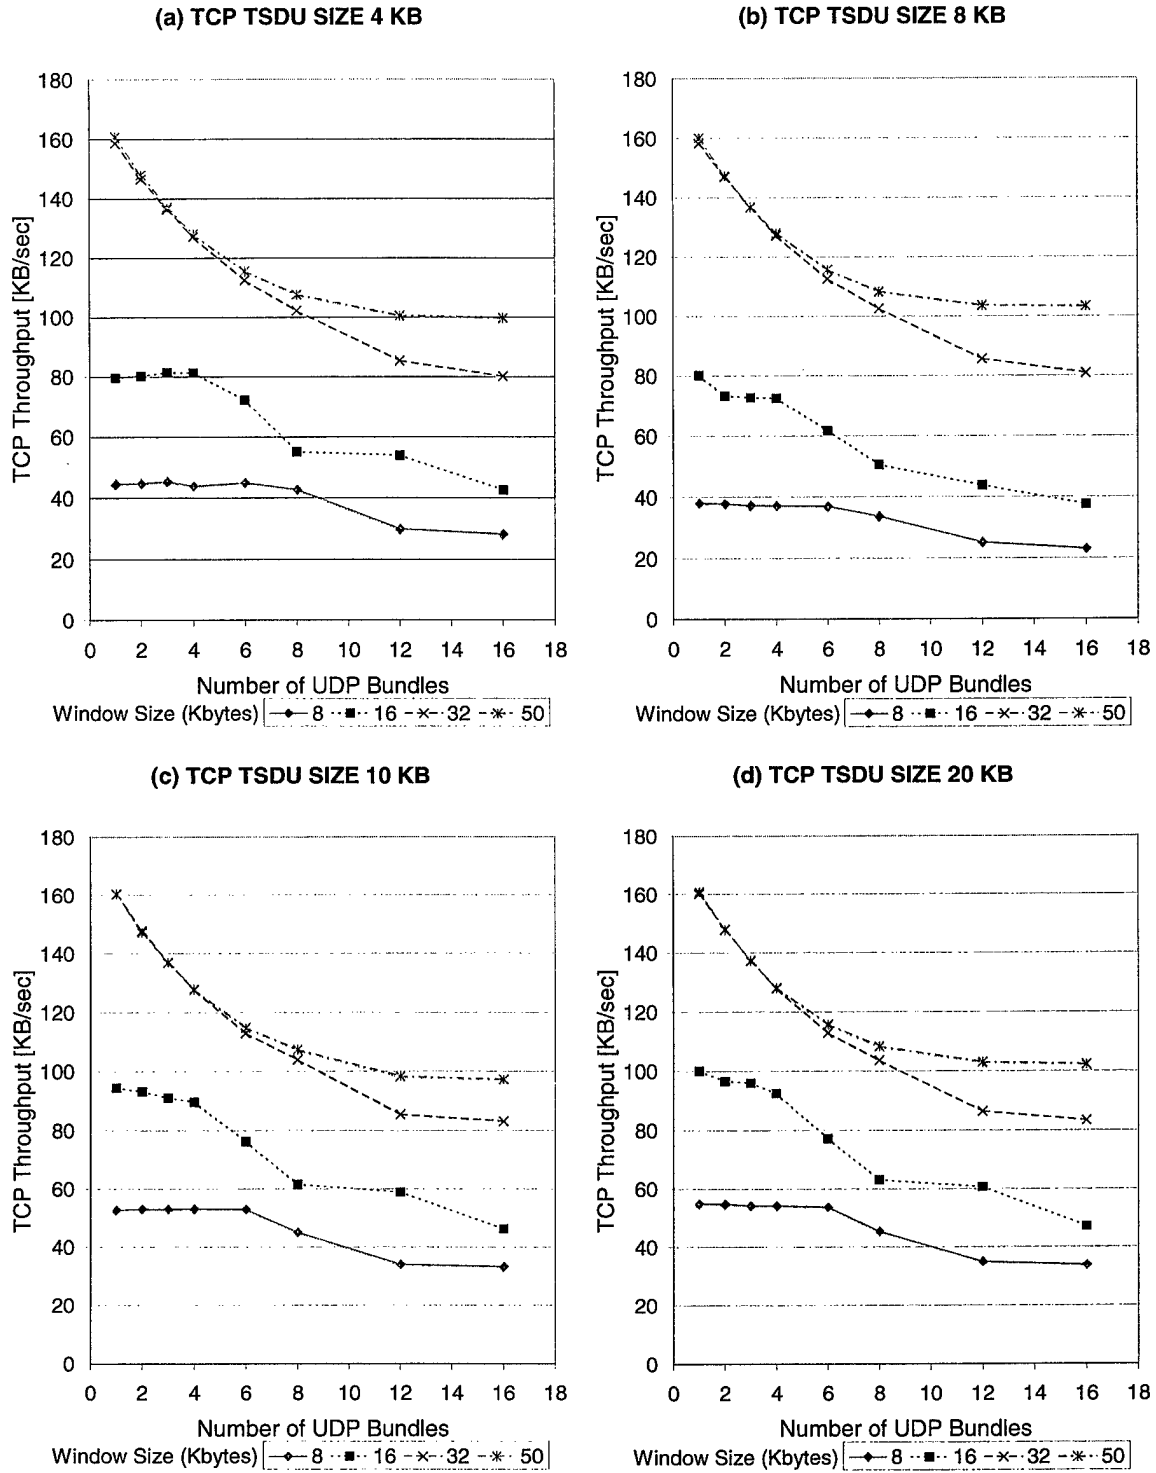 (a) TCP TSDU SIZE 4 KB
180
160
140
120
100
80
60
40
20
0
TCP Throughput [KB/sec]
0 2 4 6 8 10 12 14 16 18
Number of UDP Bundles
Window Size (Kbytes) 8 16 32 50
(b) TCP TSDU SIZE 8 KB
180
160
140
120
100
80
60
40
20
0
TCP Throughput [KB/sec]
0 2 4 6 8 10 12 14 16 18
Number of UDP Bundles
Window Size (Kbytes) 8 16 32 50
(c) TCP TSDU SIZE 10 KB
180
160
140
120
100
80
60
40
20
0
TCP Throughput [KB/sec]
0 2 4 6 8 10 12 14 16 18
Number of UDP Bundles
Window Size (Kbytes) 8 16 32 50
(d) TCP TSDU SIZE 20 KB
180
160
140
120
100
80
60
40
20
0
TCP Throughput [KB/sec]
0 2 4 6 8 10 12 14 16 18
Number of UDP Bundles
Window Size (Kbytes) 8 16 32 50